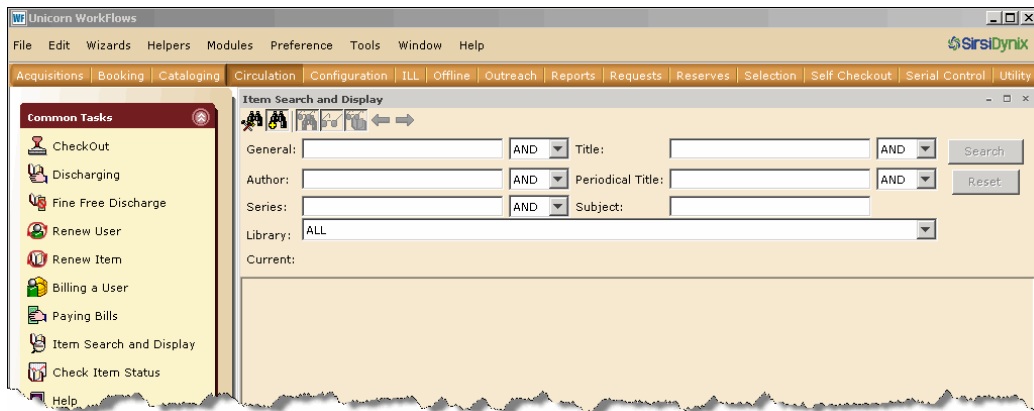 WF Unicorn WorkFlows
File Edit Wizards Helpers Modules Preference Tools Window Help
SirsiDynix
Acquisitions Booking Cataloging Circulation Configuration ILL Offline Outreach Reports Requests Reserves Selection Self Checkout Serial Control Utility
Common Tasks
CheckOut
Discharging
Fine Free Discharge
Renew User
Renew Item
Billing a User
Paying Bills
Item Search and Display
Check Item Status
Help
Item Search and Display
General: AND Title: AND Search
Author: AND Periodical Title: AND Reset
Series: AND Subject:
Library: ALL
Current: